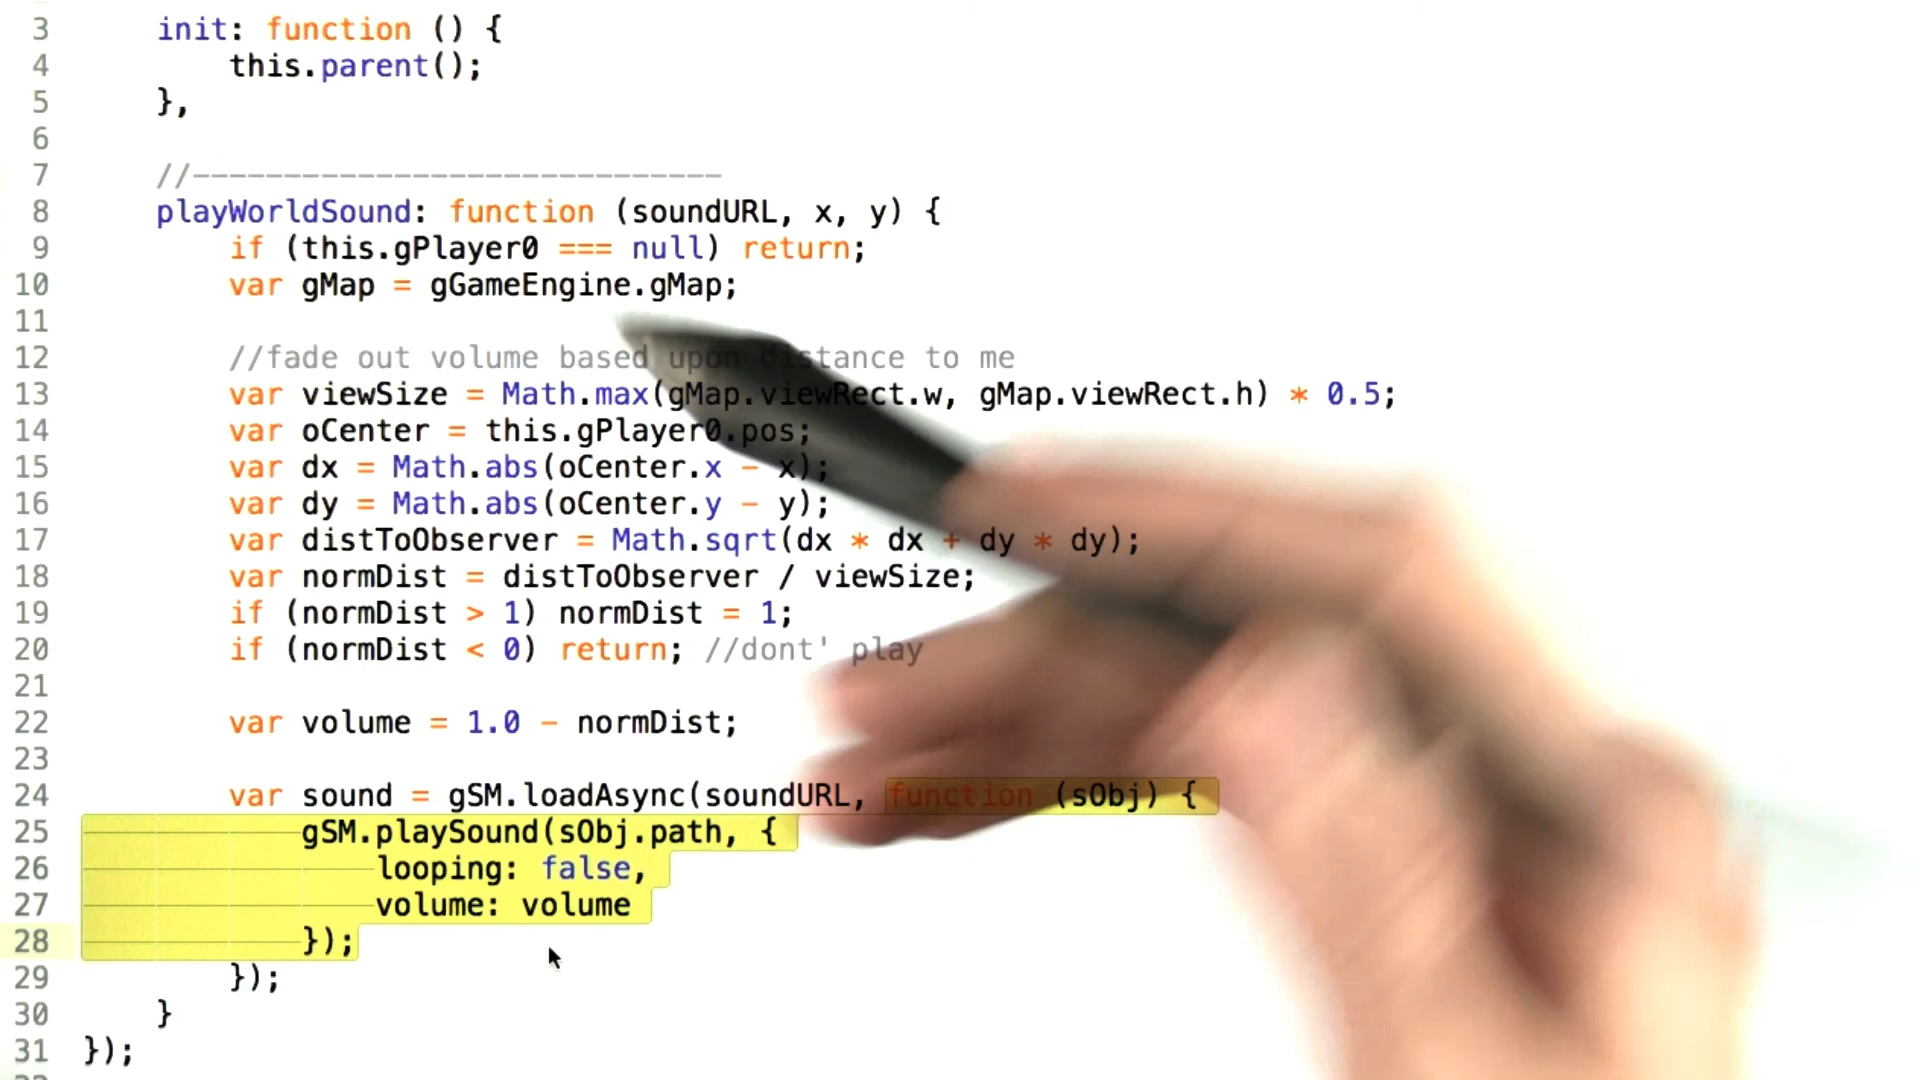 3 init: function () {
4 this.parent();
5 },
6
7 //-----------------------------
8 playWorldSound: function (soundURL, x, y) {
9 if (this.gPlayer0 === null) return;
10 var gMap = gGameEngine.gMap;
11
12 //fade out volume based upon distance to me
13 var viewSize = Math.max(gMap.viewRect.w, gMap.viewRect.h) * 0.5;
14 var oCenter = this.gPlayer0.pos;
15 var dx = Math.abs(oCenter.x - x);
16 var dy = Math.abs(oCenter.y - y);
17 var distToObserver = Math.sqrt(dx * dx + dy * dy);
18 var normDist = distToObserver / viewSize;
19 if (normDist > 1) normDist = 1;
20 if (normDist < 0) return; //dont' play
21
22 var volume = 1.0 - normDist;
23
24 var sound = gSM.loadAsync(soundURL, function (sObj) {
25 gSM.playSound(sObj.path, {
26 looping: false,
27 volume: volume
28 });
29 });
30 }
31 });